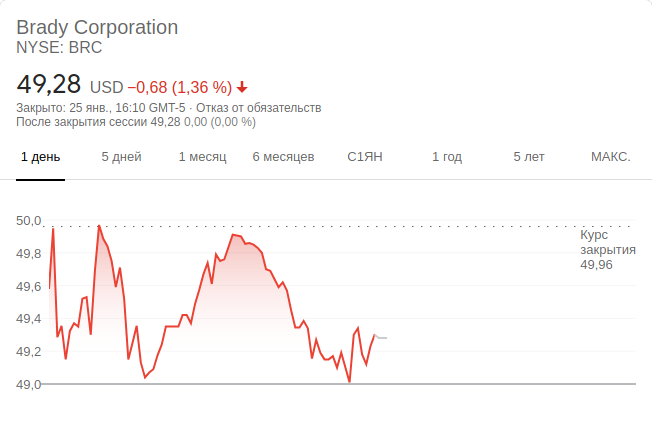 Brady Corporation
NYSE: BRC
49,28 USD −0,68 (1,36 %)
Закрыто: 25 янв., 16:10 GMT-5 · Отказ от обязательств
После закрытия сессии 49,28 0,00 (0,00 %)
1 день 5 дней 1 месяц 6 месяцев С1ЯН 1 год 5 лет МАКС.
50,0
Курс
закрытия
49,96
49,8
49,6
49,4
49,2
49,0